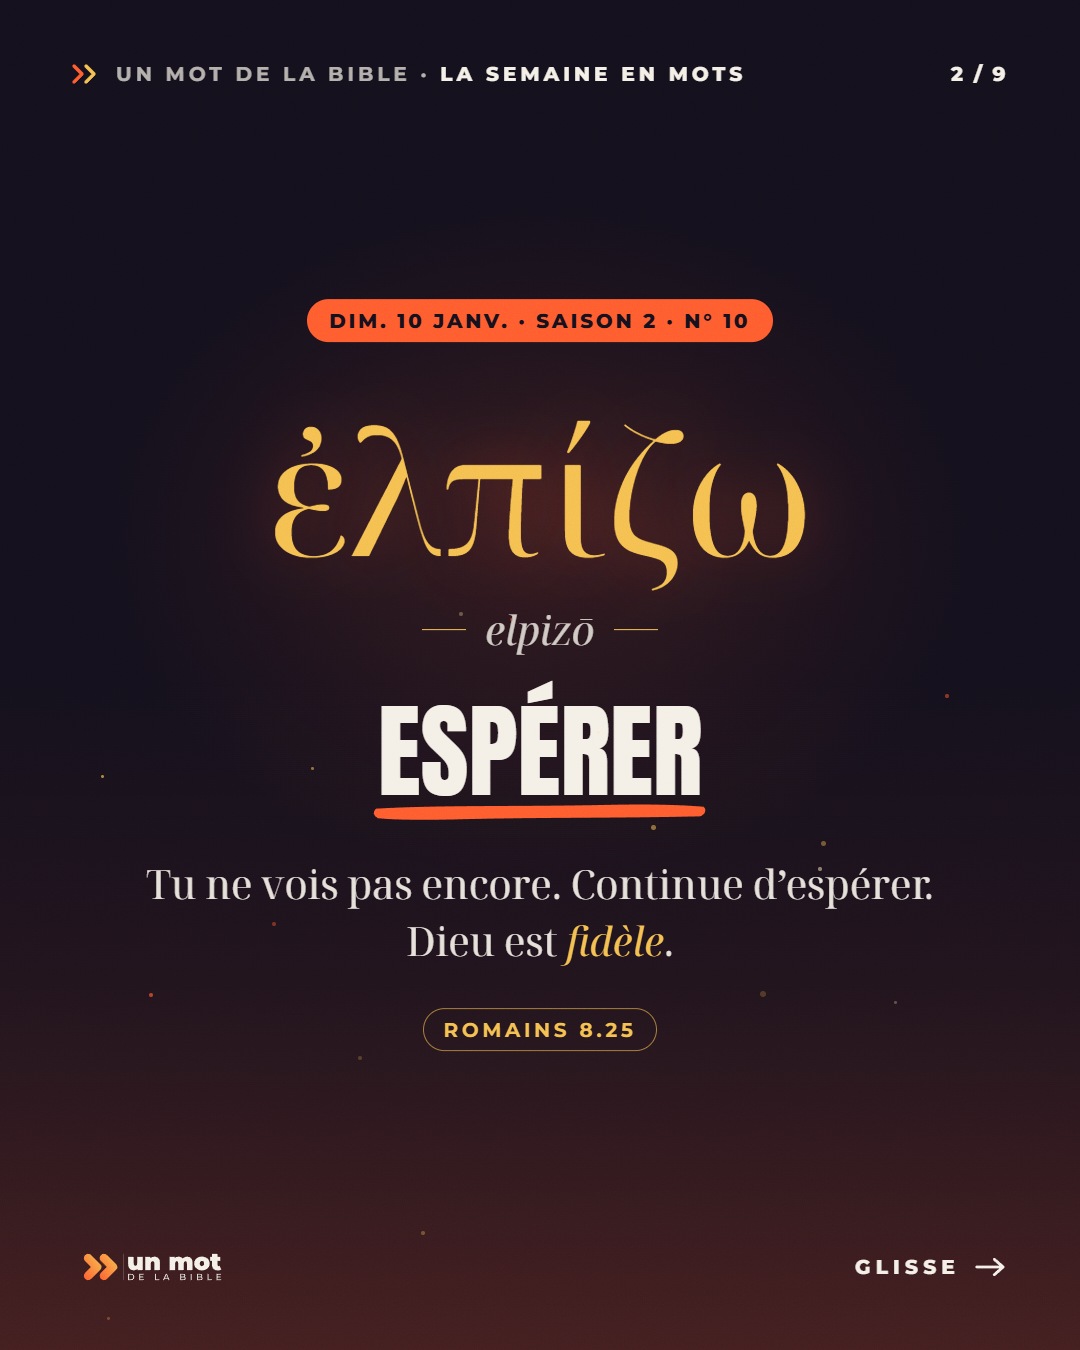 UN MOT DE LA BIBLE · LA SEMAINE EN MOTS
2 / 9
DIM. 10 JANV. · SAISON 2 · N° 10
ἐλπίζω
elpizō
ESPÉRER
Tu ne vois pas encore. Continue d’espérer.
Dieu est fidèle.
ROMAINS 8.25
un mot
DE LA BIBLE
GLISSE →